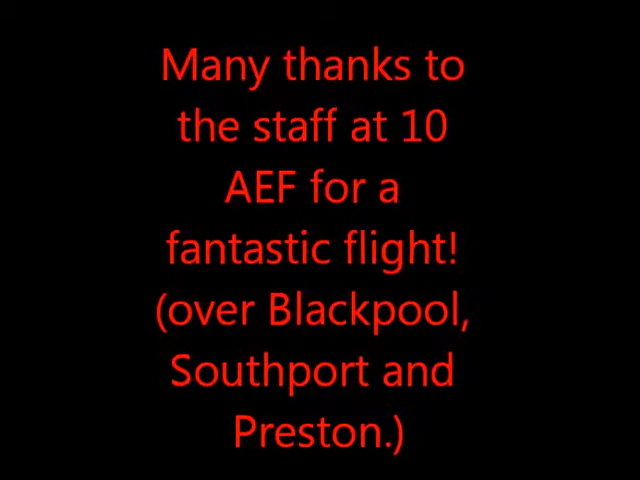 Many thanks to
the staff at 10
AEF for a
fantastic flight!
(over Blackpool,
Southport and
Preston.)